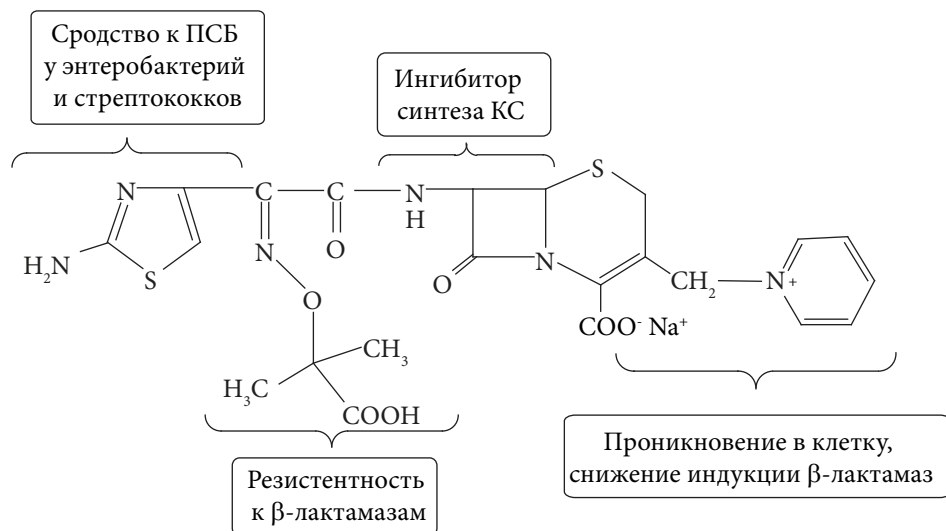 Сродство к ПСБ
у энтеробактерий
и стрептококков
Ингибитор
синтеза КС
N
C
C
N
H
S
H₂N
S
N
O
O
N
CH₂
N
+
O
COO⁻ Na⁺
CH₃
H₃C
COOH
Резистентность
к β-лактамазам
Проникновение в клетку,
снижение индукции β-лактамаз